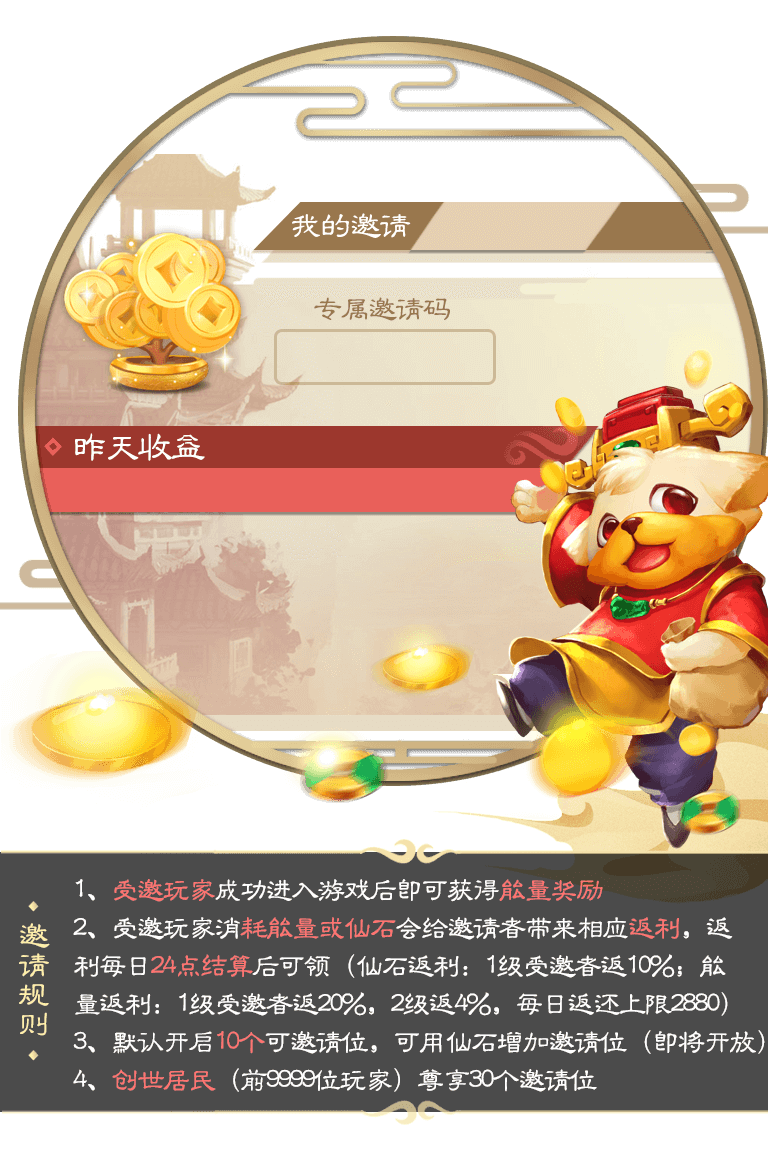 我的邀请
专属邀请码
昨天收益
邀请规则
1、受邀玩家成功进入游戏后即可获得能量奖励
2、受邀玩家消耗能量或仙石会给邀请者带来相应返利，返
利每日24点结算后可领（仙石返利：1级受邀者返10%；能
量返利：1级受邀者返20%，2级返4%，每日返还上限2880）
3、默认开启10个可邀请位，可用仙石增加邀请位（即将开放）
4、创世居民（前9999位玩家）尊享30个邀请位